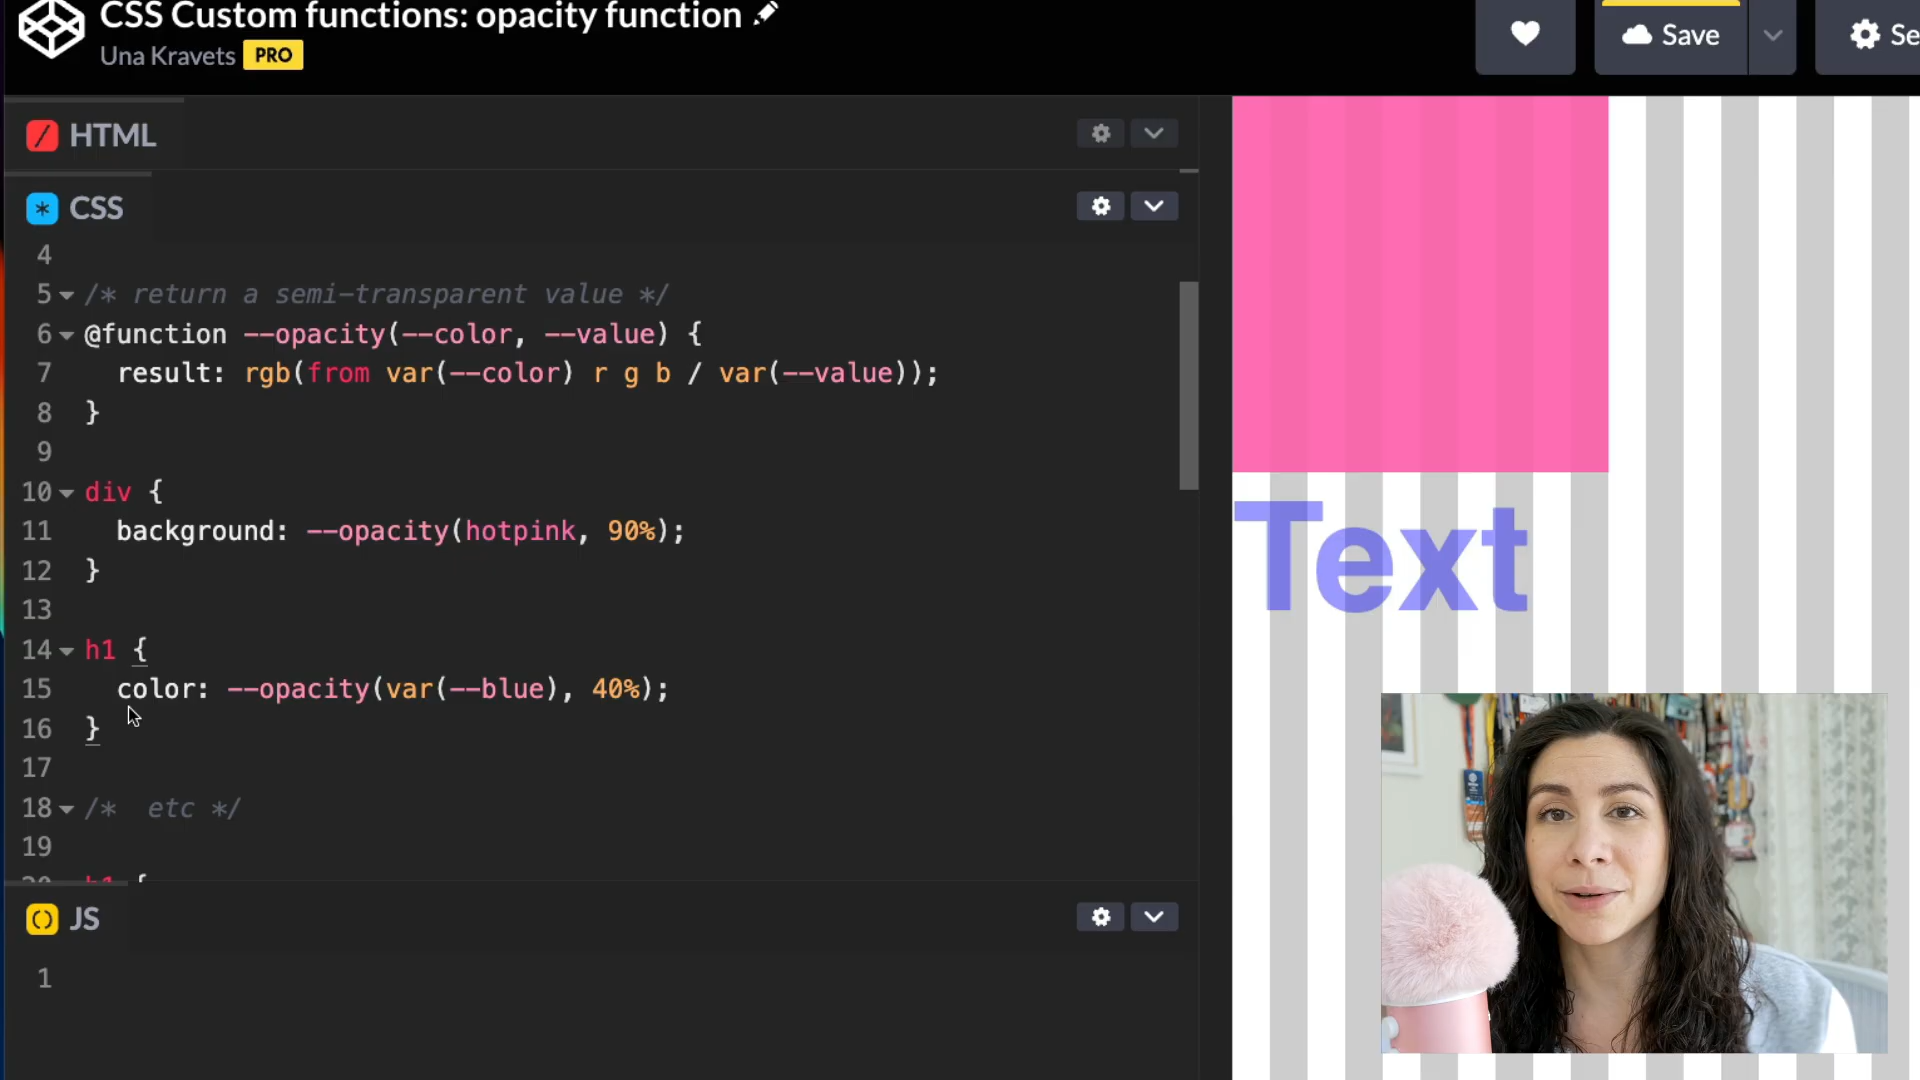 CSS Custom functions: opacity function
Una Kravets PRO
Save
Se
HTML
CSS
4
5 /* return a semi-transparent value */
6 @function --opacity(--color, --value) {
7 result: rgb(from var(--color) r g b / var(--value));
8 }
9
10 div {
11 background: --opacity(hotpink, 90%);
12 }
13
14 h1 {
15 color: --opacity(var(--blue), 40%);
16 }
17
18 /*  etc */
19
20 h1 {
JS
1
Text